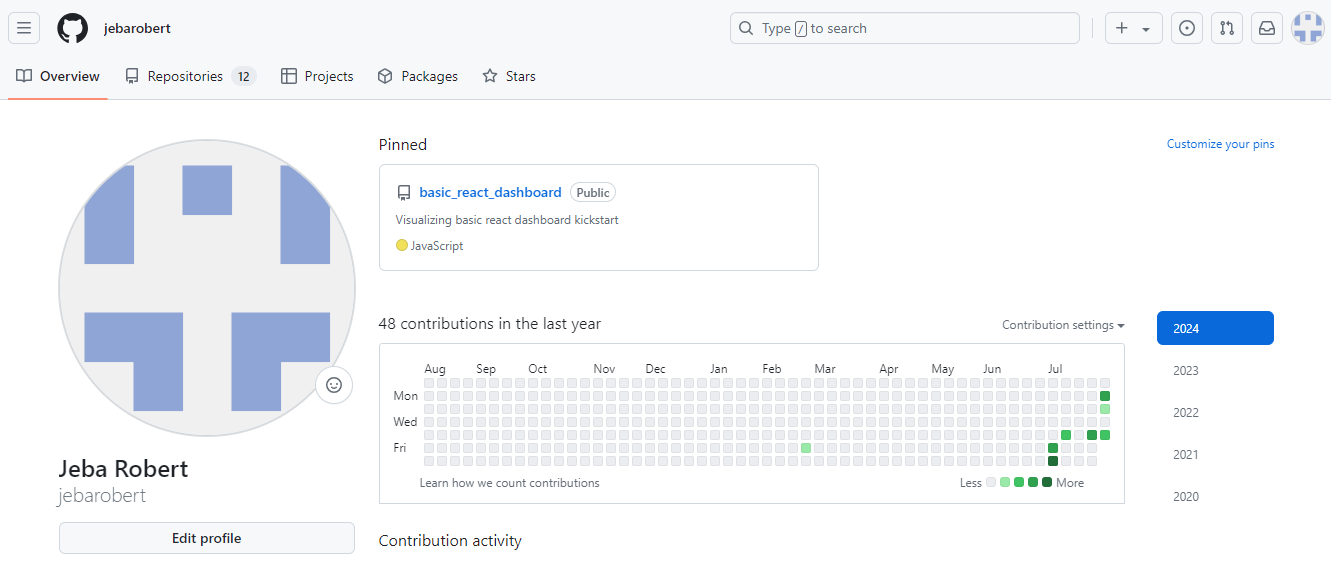 jebarobert
Type / to search
Overview
Repositories 12
Projects
Packages
Stars
Jeba Robert
jebarobert
Edit profile
Pinned
Customize your pins
basic_react_dashboard Public
Visualizing basic react dashboard kickstart
JavaScript
48 contributions in the last year
Contribution settings
Aug Sep Oct Nov Dec Jan Feb Mar Apr May Jun Jul
Mon
Wed
Fri
Learn how we count contributions
Less More
2024
2023
2022
2021
2020
Contribution activity